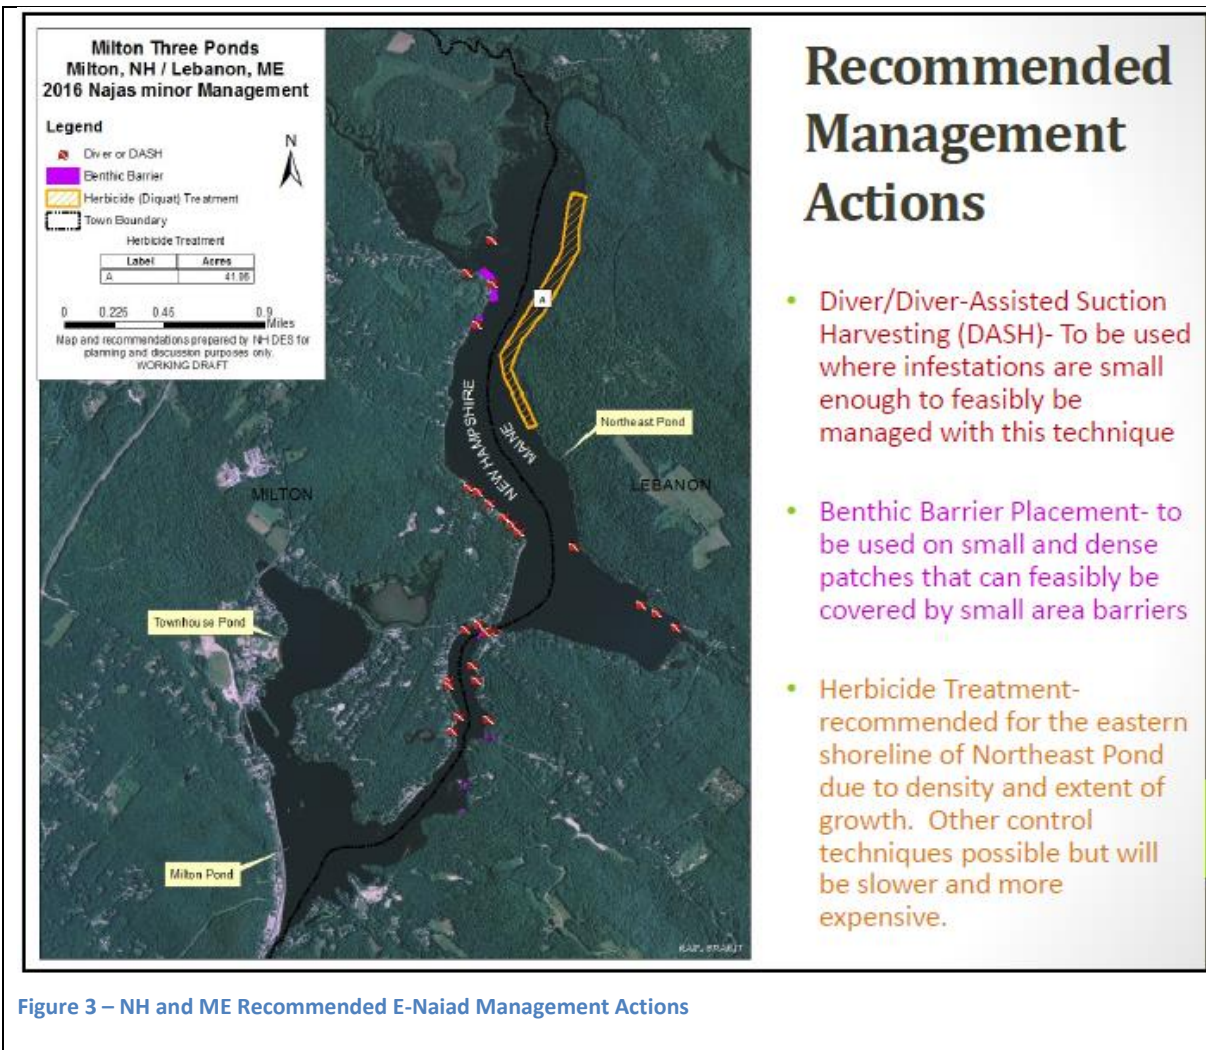 Milton Three Ponds
Milton, NH / Lebanon, ME
2016 Najas minor Management
Legend
Diver or DASH
Benthic Barrier
Herbicide (Diquat) Treatment
Town Boundary
N
Herbicide Treatment
Label Acres
A
0 0.225 0.45 0.9
Miles
Map and recommendations prepared by NH DES for
planning and discussion purposes only.
WORKING DRAFT
A
NEW HAMPSHIRE
MAINE
Northeast Pond
MILTON
LEBANON
Townhouse Pond
Milton Pond
Recommended
Management
Actions
• Diver/Diver-Assisted Suction
Harvesting (DASH)- To be used
where infestations are small
enough to feasibly be
managed with this technique
• Benthic Barrier Placement- to
be used on small and dense
patches that can feasibly be
covered by small area barriers
• Herbicide Treatment-
recommended for the eastern
shoreline of Northeast Pond
due to density and extent of
growth. Other control
techniques possible but will
be slower and more
expensive.
Figure 3 – NH and ME Recommended E-Naiad Management Actions